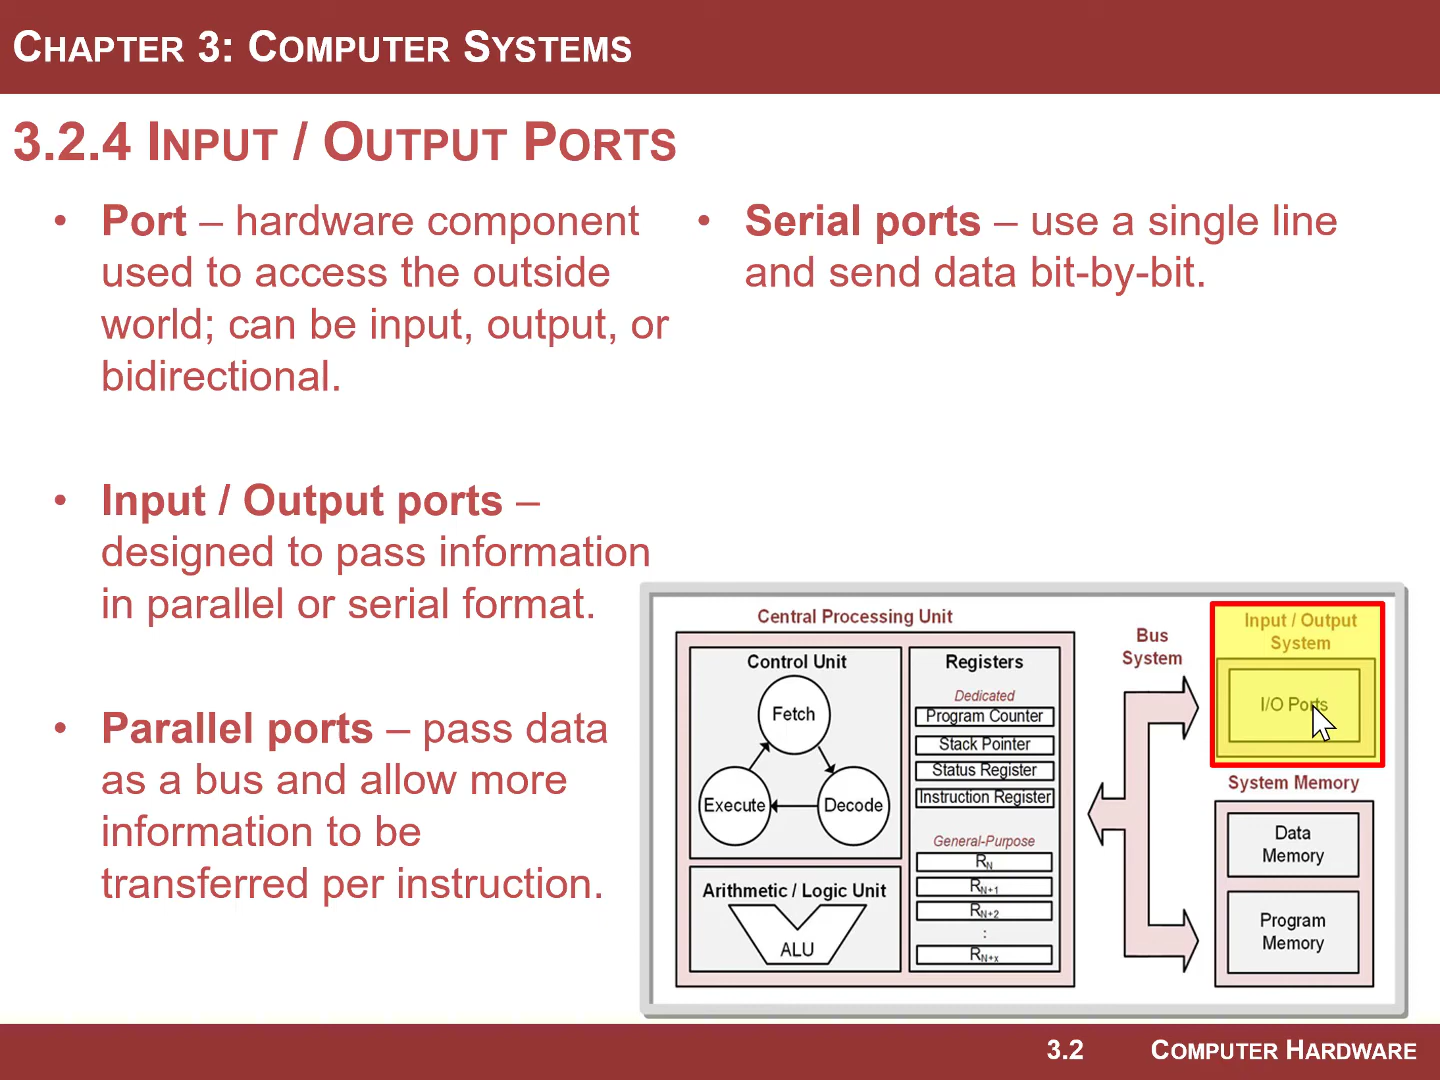 CHAPTER 3: COMPUTER SYSTEMS
3.2.4 INPUT / OUTPUT PORTS
• Port – hardware component
used to access the outside
world; can be input, output, or
bidirectional.
• Input / Output ports –
designed to pass information
in parallel or serial format.
• Parallel ports – pass data
as a bus and allow more
information to be
transferred per instruction.
• Serial ports – use a single line
and send data bit-by-bit.
Central Processing Unit
Control Unit
Fetch
Execute
Decode
Arithmetic / Logic Unit
ALU
Registers
Dedicated
Program Counter
Stack Pointer
Status Register
Instruction Register
General-Purpose
RN
RN+1
RN+2
:
RN+x
Bus
System
Input / Output
System
I/O Ports
System Memory
Data
Memory
Program
Memory
3.2 COMPUTER HARDWARE